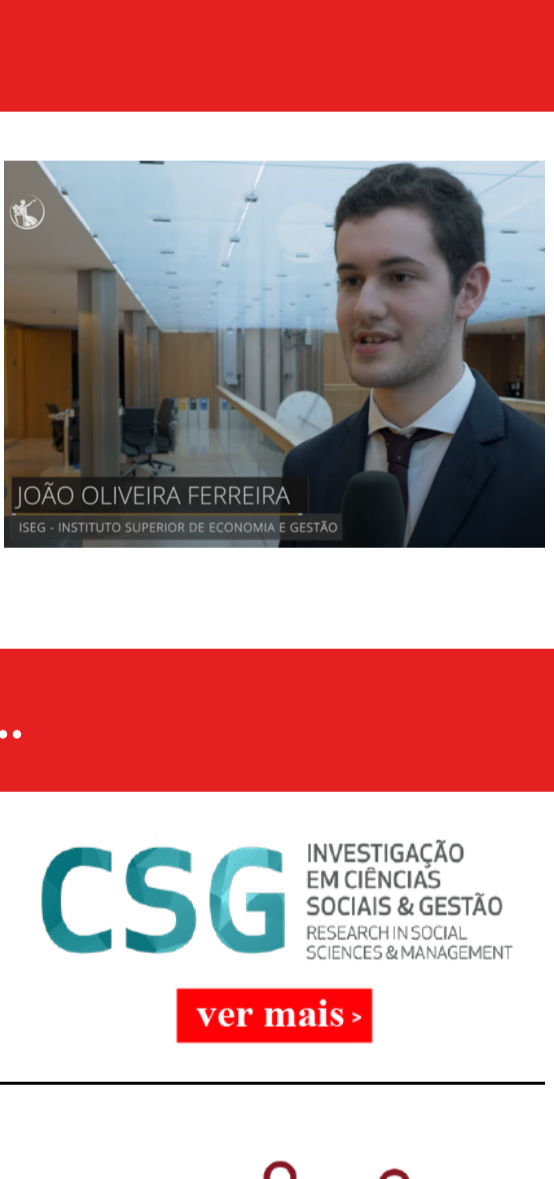 JOÃO OLIVEIRA FERREIRA
ISEG - INSTITUTO SUPERIOR DE ECONOMIA E GESTÃO
..
CSG
INVESTIGAÇÃO
EM CIÊNCIAS
SOCIAIS & GESTÃO
RESEARCH IN SOCIAL
SCIENCES & MANAGEMENT
ver mais >